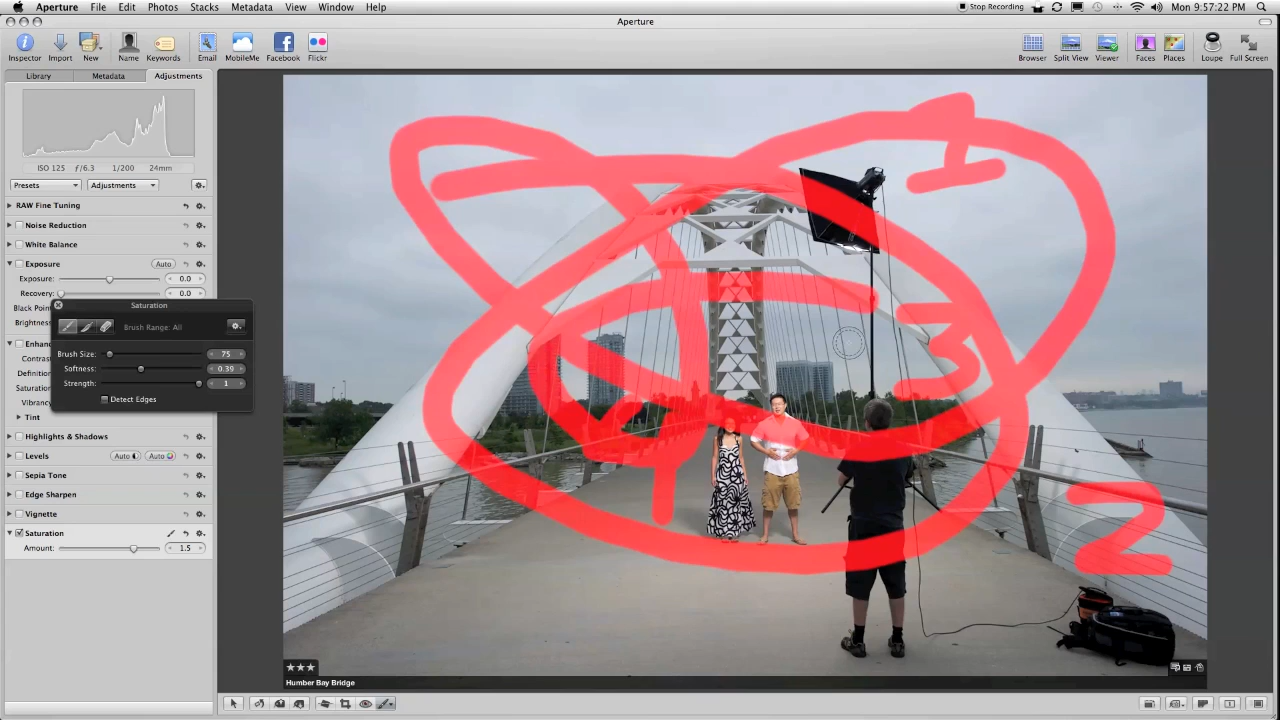 Aperture File Edit Photos Stacks Metadata View Window Help Stop Recording Mon 9:57:22 PM
Aperture
Inspector Import New Name Keywords Email MobileMe Facebook Flickr Browser Split View Viewer Faces Places Loupe Full Screen
Library Metadata Adjustments
ISO 125 ƒ/6.3 1/200 24mm
Presets Adjustments
RAW Fine Tuning
Noise Reduction
White Balance
Exposure Auto
Exposure: 0.0
Recovery: 0.0
Black Poin
Brightnes
Enhanc
Contras
Definition
Saturatio
Vibrancy
Tint
Highlights & Shadows
Levels Auto Auto
Sepia Tone
Edge Sharpen
Vignette
Saturation
Amount: 1.5
Saturation
Brush Range: All
Brush Size: 75
Softness: 0.39
Strength: 1
Detect Edges
1
3
2
Humber Bay Bridge